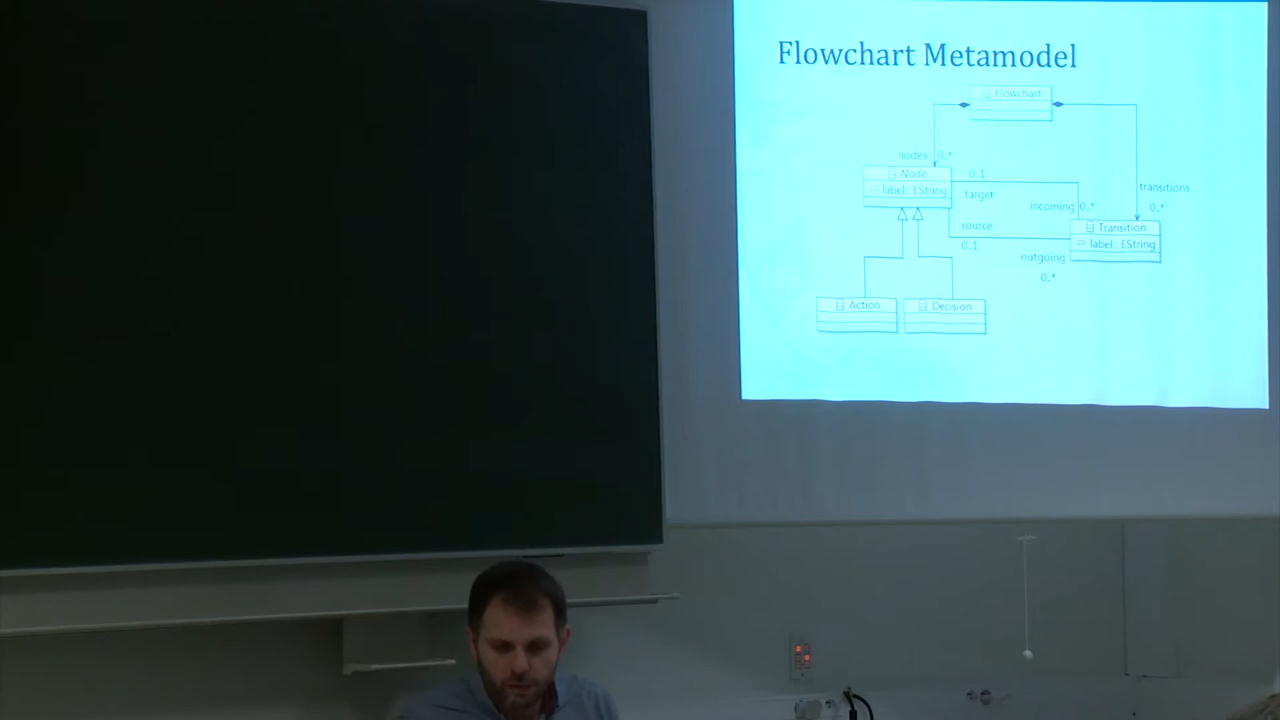 Flowchart Metamodel
Flowchart
nodes 0..*
Node
label : EString
0..1
target
incoming 0..*
transitions
0..*
source
0..1
Transition
label : EString
outgoing
0..*
Action
Decision